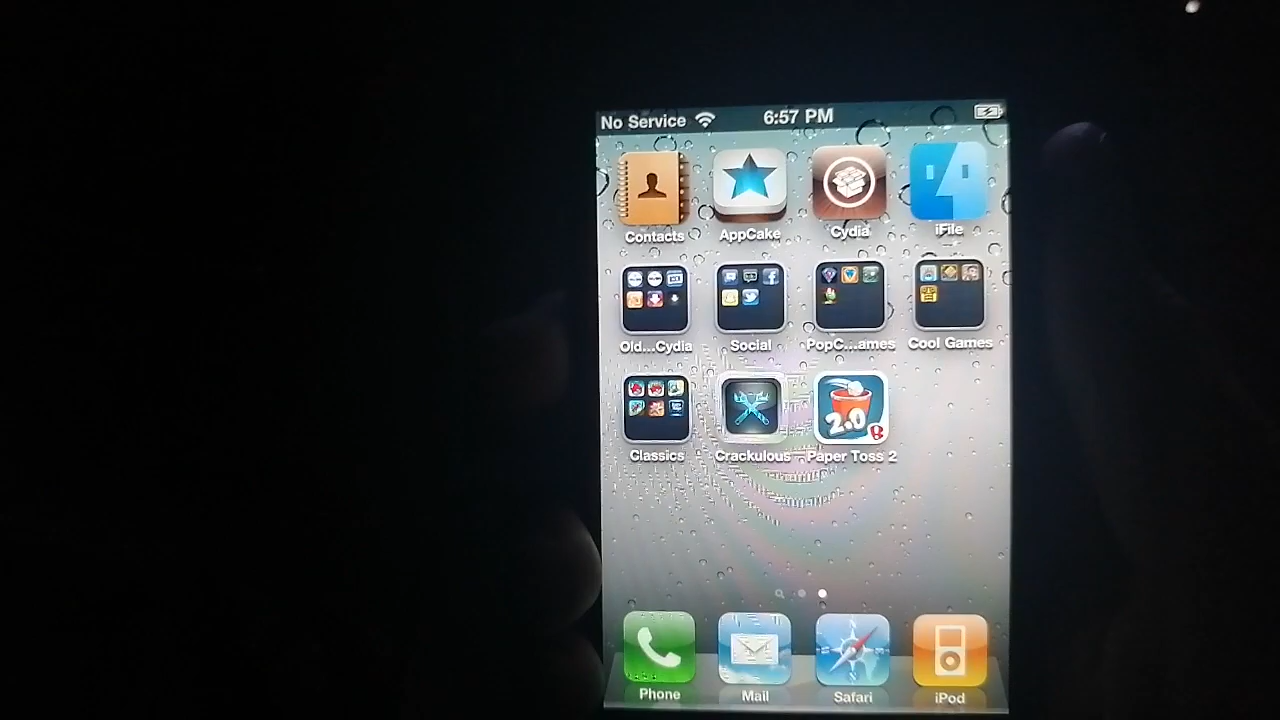 No Service 6:57 PM
Contacts AppCake Cydia iFile
Old...Cydia Social PopC...ames Cool Games
2.0
Classics Crackulous Paper Toss 2
Phone Mail Safari iPod